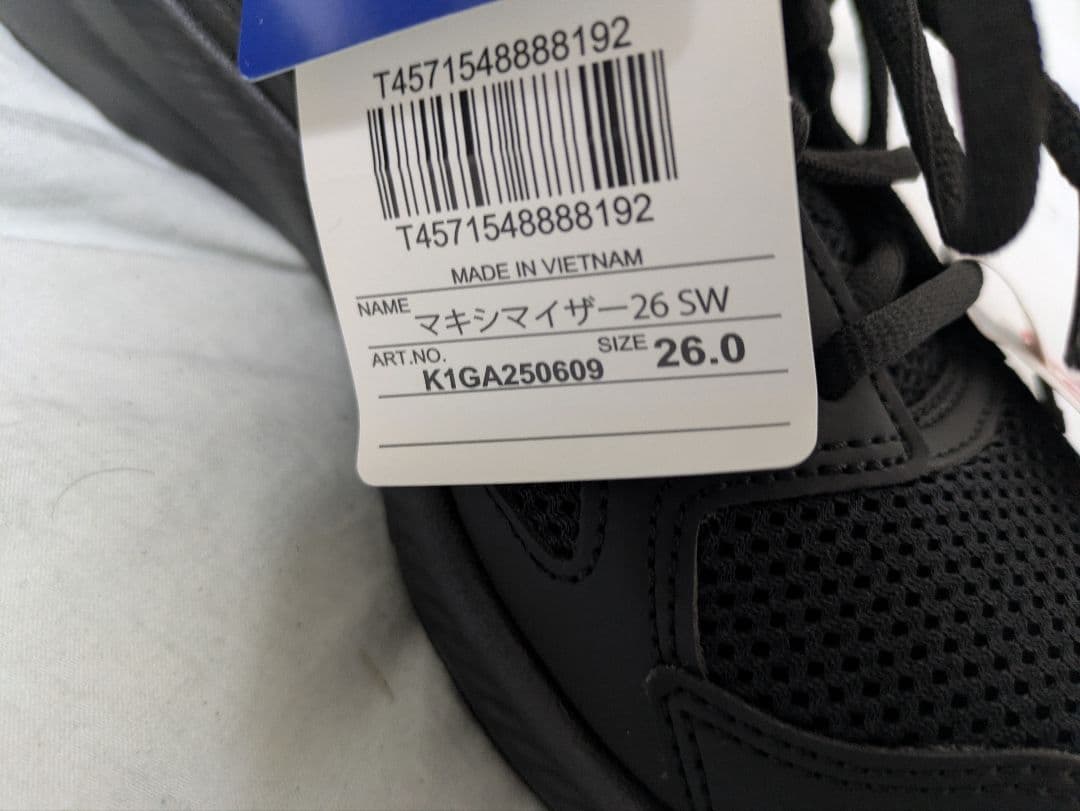 T4571548888192
T4571548888192
MADE IN VIETNAM
NAME マキシマイザー26 SW
ART.NO. K1GA250609 SIZE 26.0